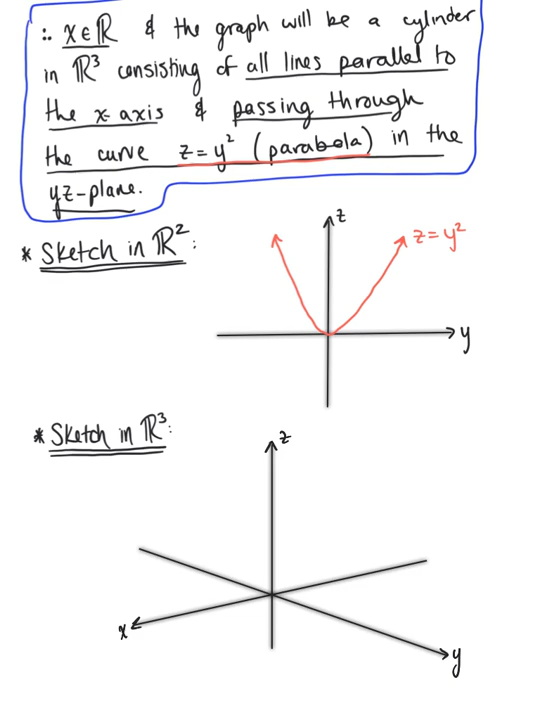 ∴ x∈ℝ & the graph will be a cylinder
in ℝ³ consisting of all lines parallel to
the x-axis & passing through
the curve z=y² (parabola) in the
yz-plane.
* Sketch in ℝ²:
z
z=y²
y
* Sketch in ℝ³:
z
x
y